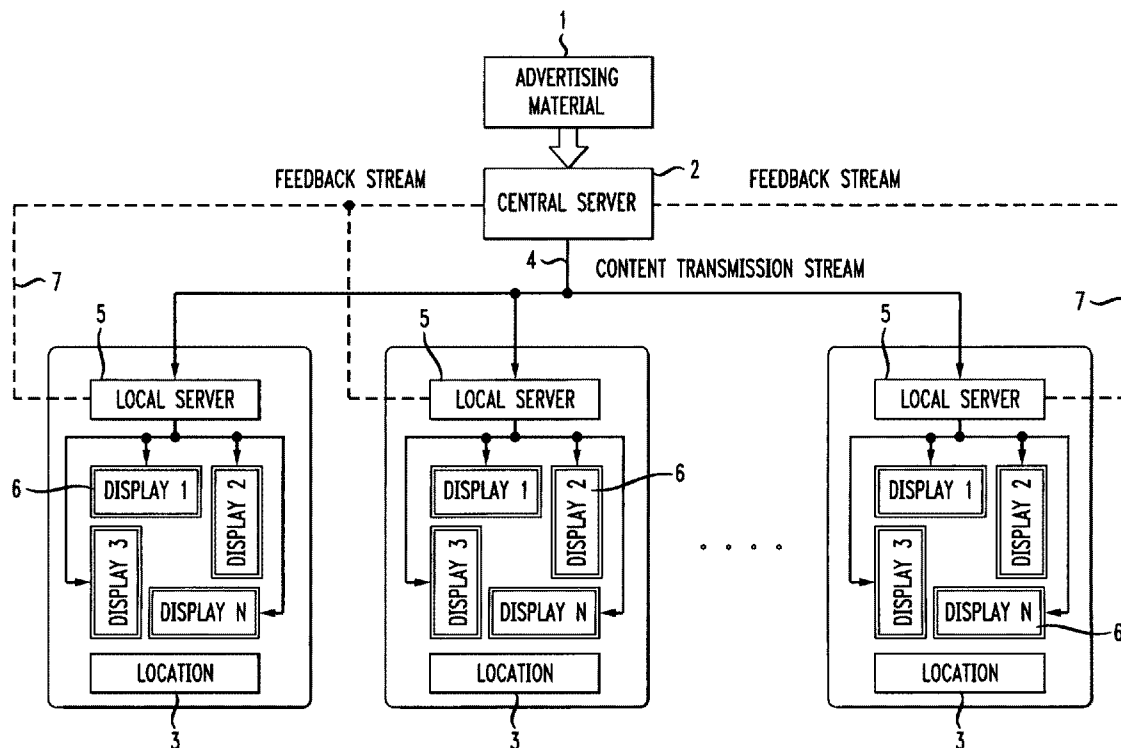 1
ADVERTISING
MATERIAL
2
FEEDBACK STREAM
FEEDBACK STREAM
CENTRAL SERVER
4
CONTENT TRANSMISSION STREAM
7
7
5
5
5
LOCAL SERVER
LOCAL SERVER
LOCAL SERVER
6
DISPLAY 1
DISPLAY 2
DISPLAY 3
DISPLAY N
DISPLAY 1
DISPLAY 2
6
DISPLAY 3
DISPLAY N
. . . .
DISPLAY 1
DISPLAY 2
DISPLAY 3
DISPLAY N
6
LOCATION
LOCATION
LOCATION
3
3
3